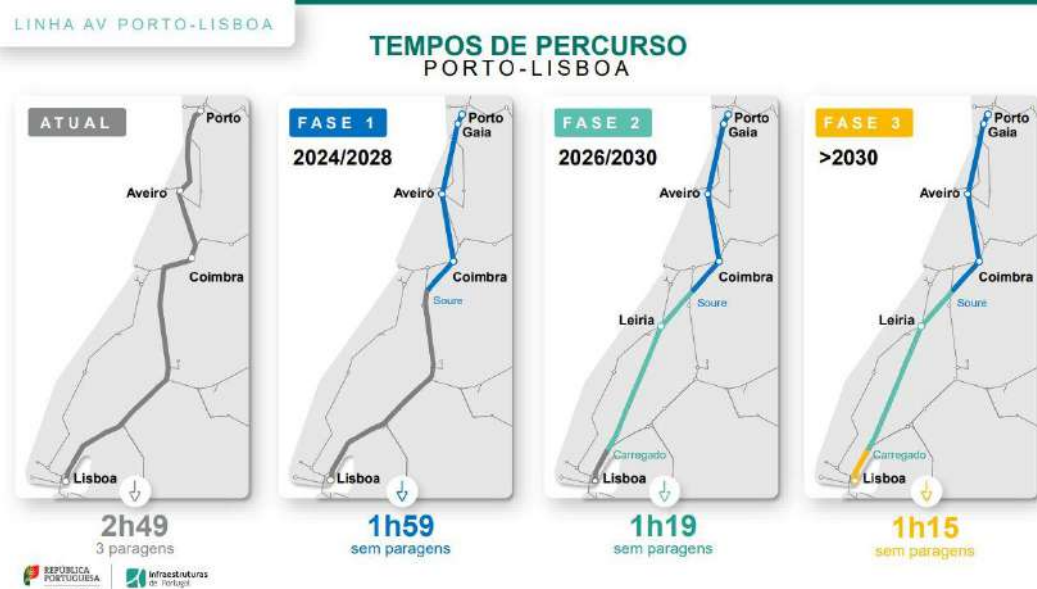 LINHA AV PORTO-LISBOA
TEMPOS DE PERCURSO
PORTO-LISBOA
ATUAL
Porto
Aveiro
Coimbra
Lisboa
2h49
3 paragens
FASE 1
2024/2028
Porto
Gaia
Aveiro
Coimbra
Soure
Lisboa
1h59
sem paragens
FASE 2
2026/2030
Porto
Gaia
Aveiro
Coimbra
Soure
Leiria
Carregado
Lisboa
1h19
sem paragens
FASE 3
>2030
Porto
Gaia
Aveiro
Coimbra
Soure
Leiria
Carregado
Lisboa
1h15
sem paragens
REPÚBLICA
PORTUGUESA
Infraestruturas
de Portugal